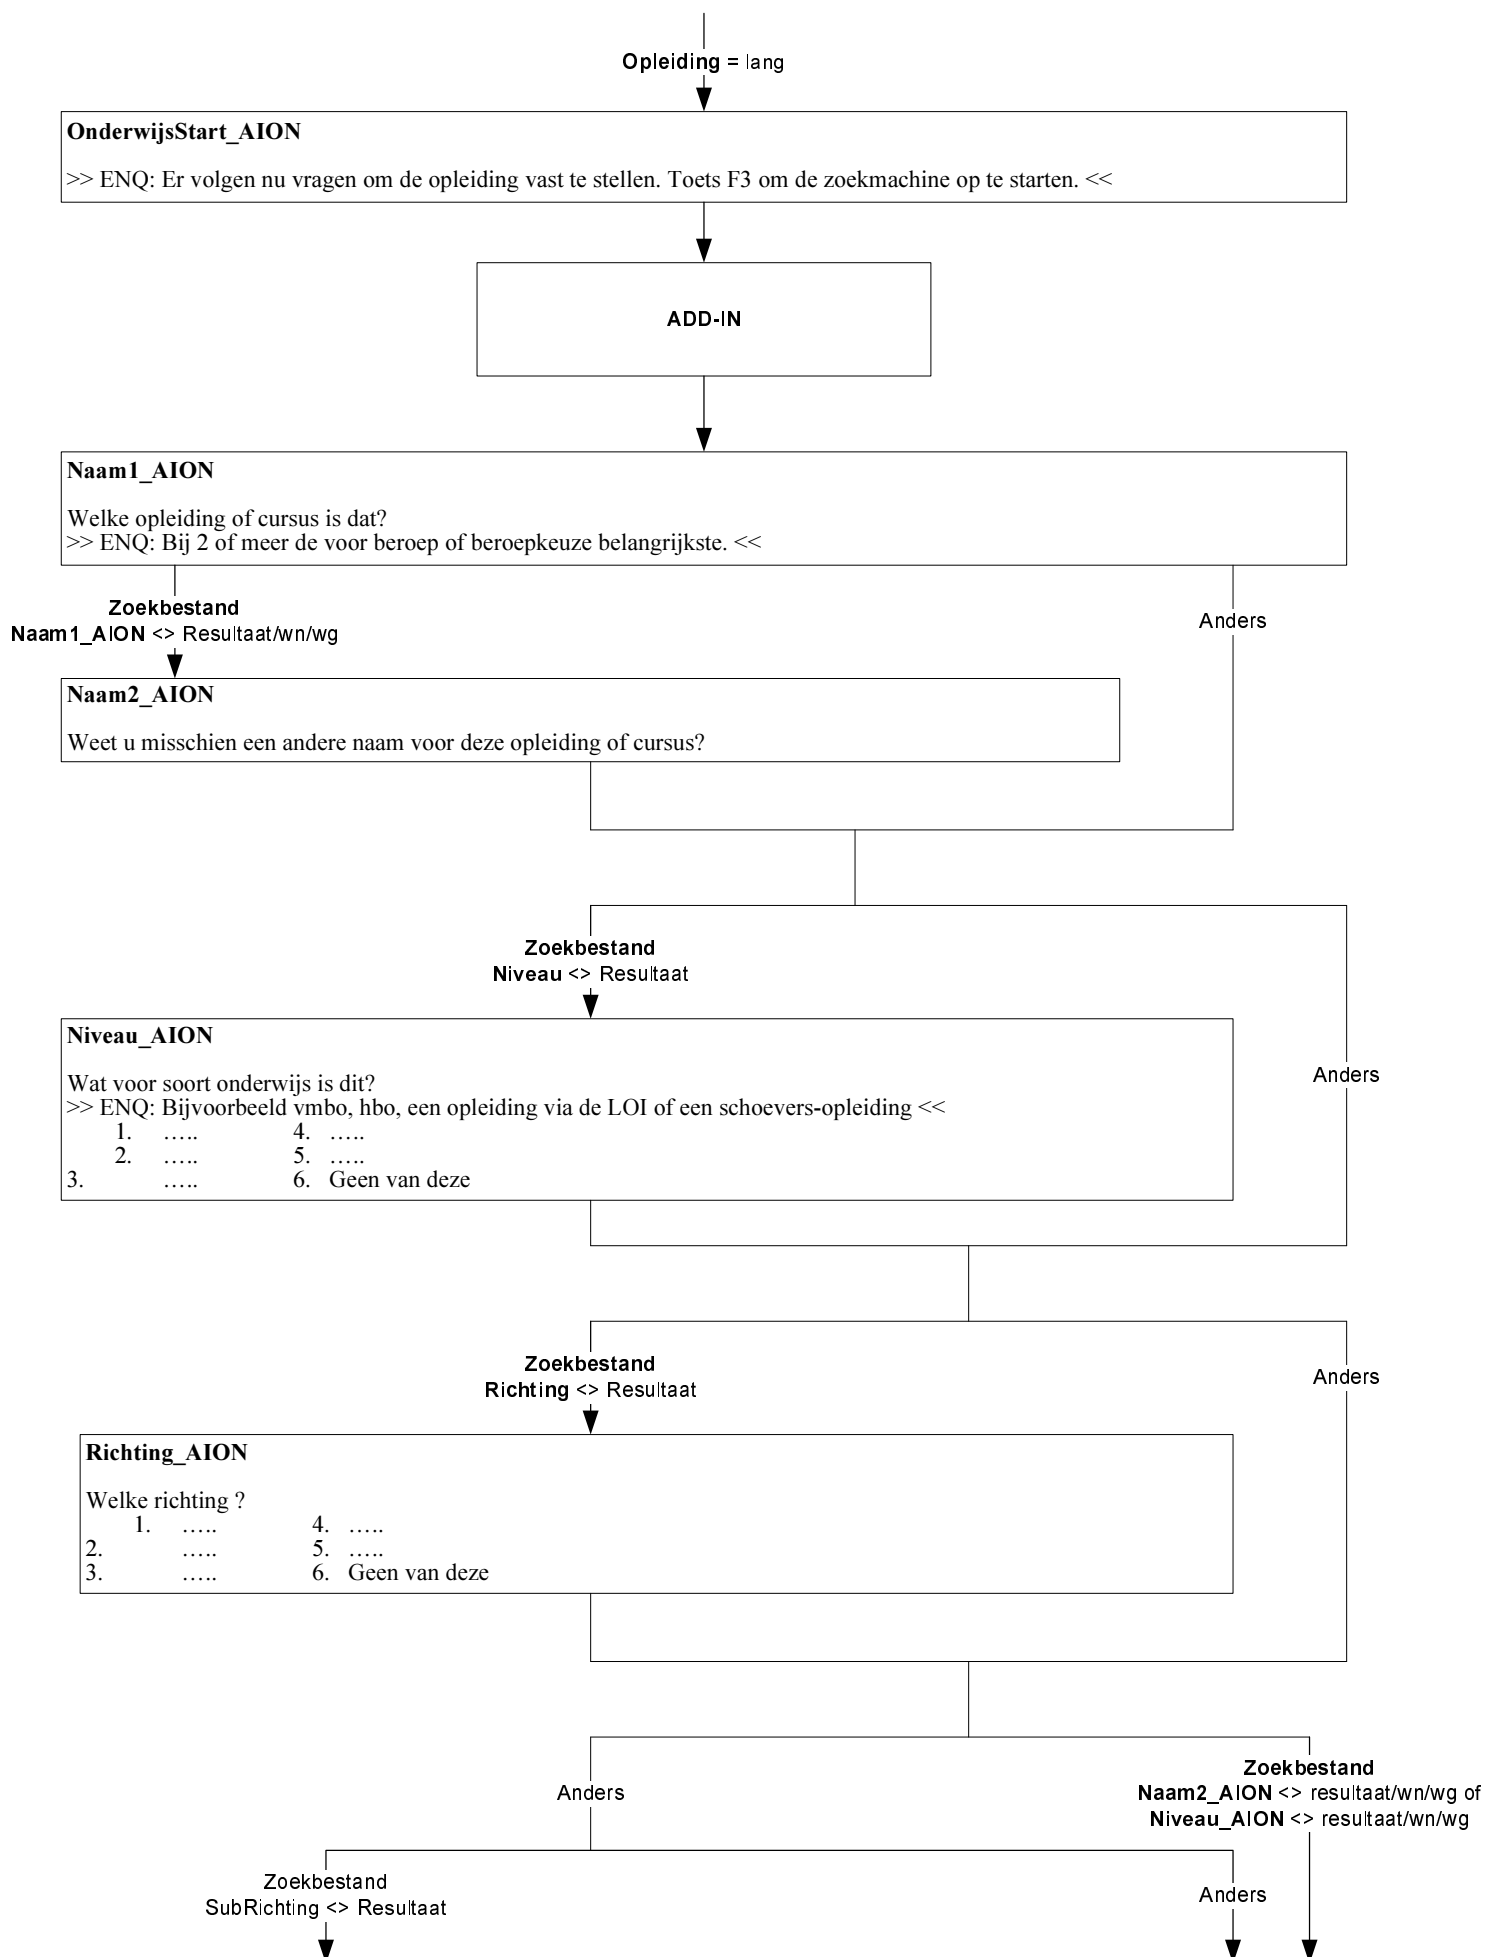 Opleiding = lang
OnderwijsStart_AION
>> ENQ: Er volgen nu vragen om de opleiding vast te stellen. Toets F3 om de zoekmachine op te starten. <<
ADD-IN
Naam1_AION
Welke opleiding of cursus is dat?
>> ENQ: Bij 2 of meer de voor beroep of beroepkeuze belangrijkste. <<
Zoekbestand
Naam1_AION <> Resultaat/wn/wg
Anders
Naam2_AION
Weet u misschien een andere naam voor deze opleiding of cursus?
Zoekbestand
Niveau <> Resultaat
Anders
Niveau_AION
Wat voor soort onderwijs is dit?
>> ENQ: Bijvoorbeeld vmbo, hbo, een opleiding via de LOI of een schoevers-opleiding <<
1. ….. 4. …..
2. ….. 5. …..
3. ….. 6. Geen van deze
Zoekbestand
Richting <> Resultaat
Anders
Richting_AION
Welke richting ?
1. ….. 4. …..
2. ….. 5. …..
3. ….. 6. Geen van deze
Anders
Zoekbestand
Naam2_AION <> resultaat/wn/wg of
Niveau_AION <> resultaat/wn/wg
Zoekbestand
SubRichting <> Resultaat
Anders